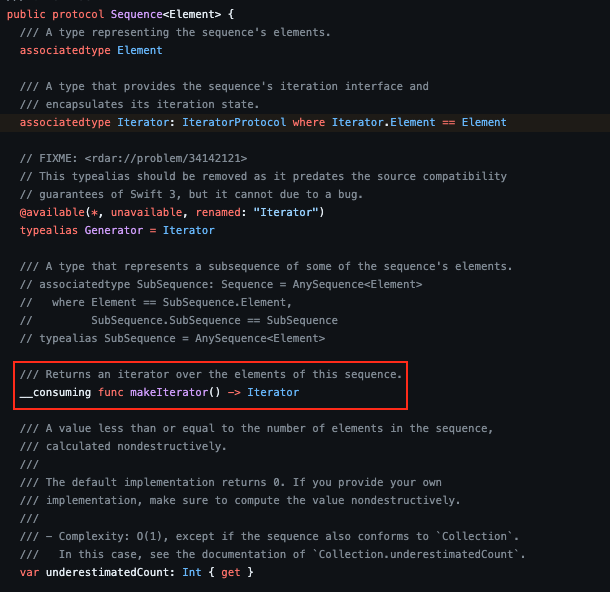 public protocol Sequence<Element> {
/// A type representing the sequence's elements.
associatedtype Element
/// A type that provides the sequence's iteration interface and
/// encapsulates its iteration state.
associatedtype Iterator: IteratorProtocol where Iterator.Element == Element
// FIXME: <rdar://problem/34142121>
// This typealias should be removed as it predates the source compatibility
// guarantees of Swift 3, but it cannot due to a bug.
@available(*, unavailable, renamed: "Iterator")
typealias Generator = Iterator
/// A type that represents a subsequence of some of the sequence's elements.
// associatedtype SubSequence: Sequence = AnySequence<Element>
//   where Element == SubSequence.Element,
//         SubSequence.SubSequence == SubSequence
// typealias SubSequence = AnySequence<Element>
/// Returns an iterator over the elements of this sequence.
__consuming func makeIterator() -> Iterator
/// A value less than or equal to the number of elements in the sequence,
/// calculated nondestructively.
///
/// The default implementation returns 0. If you provide your own
/// implementation, make sure to compute the value nondestructively.
///
/// - Complexity: O(1), except if the sequence also conforms to `Collection`.
///   In this case, see the documentation of `Collection.underestimatedCount`.
var underestimatedCount: Int { get }